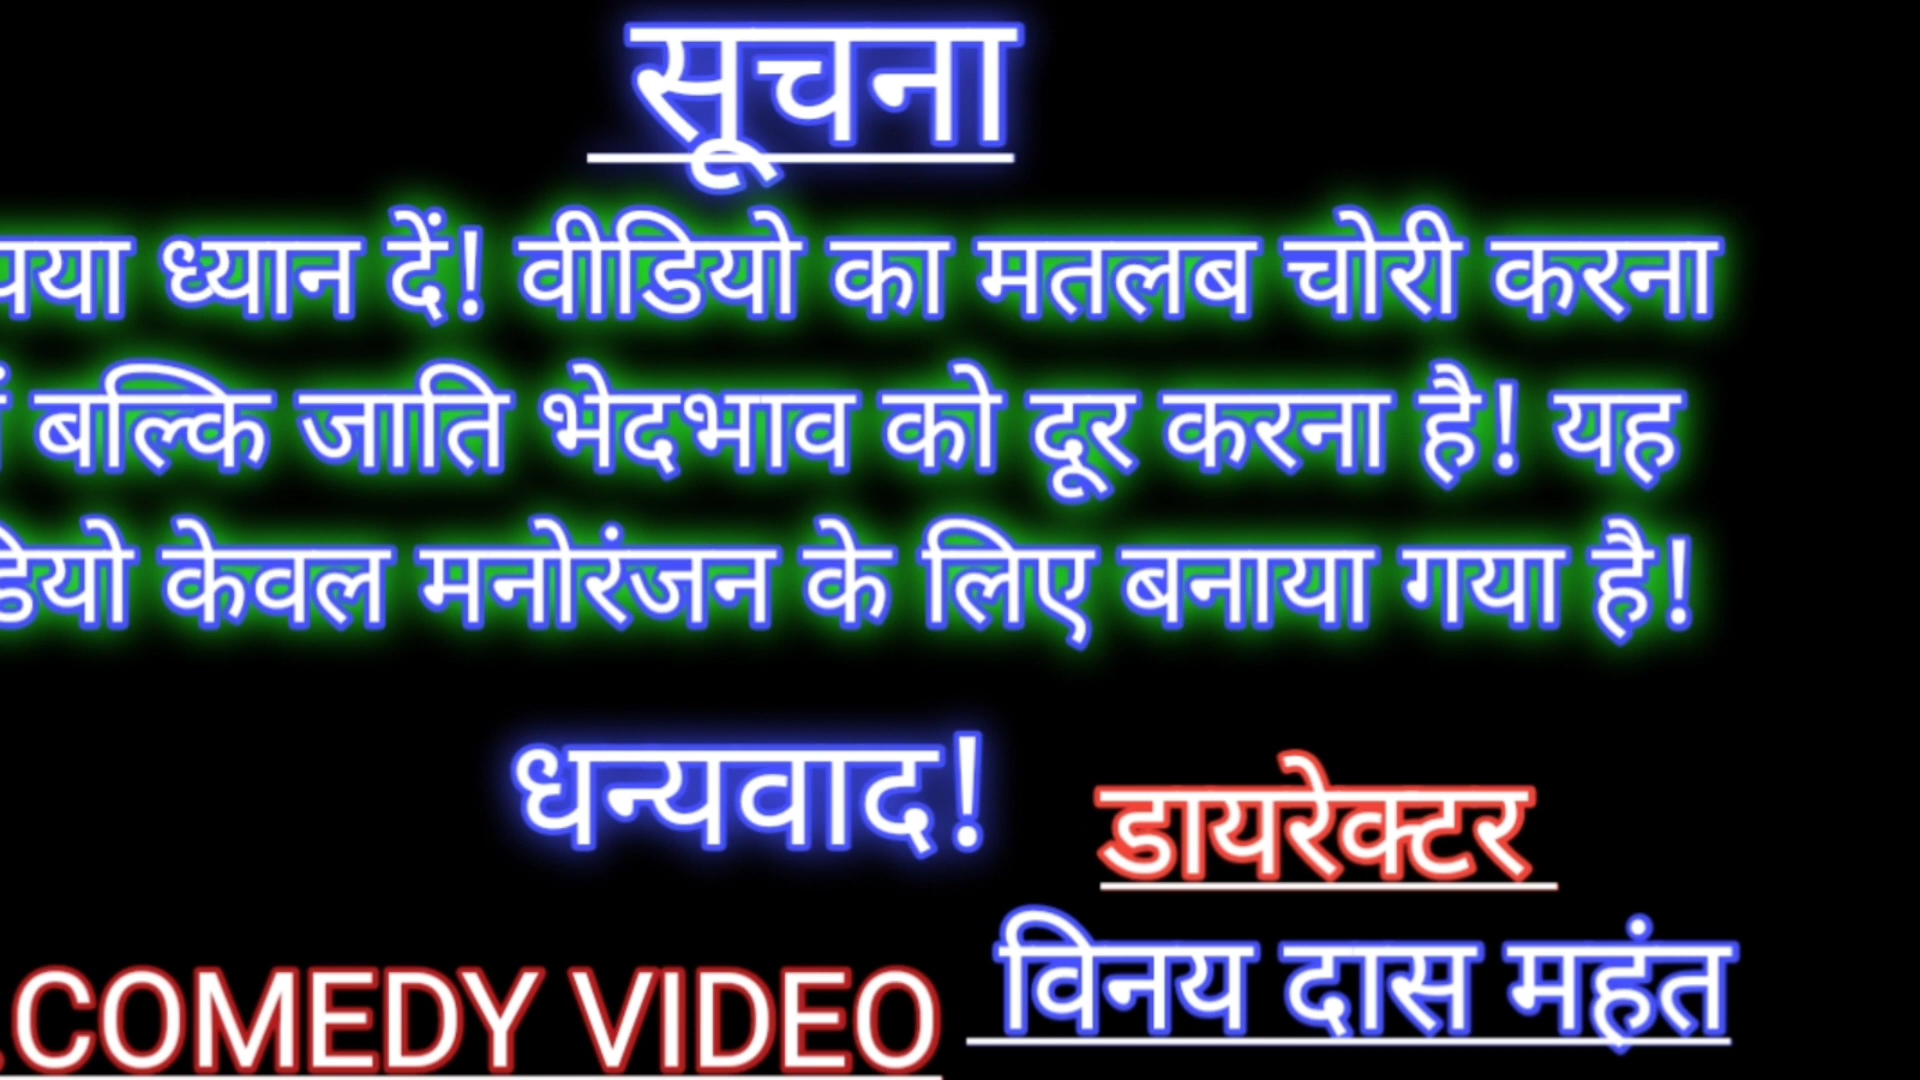 सूचना
ध्यान दें! वीडियो का मतलब चोरी करना
बल्कि जाति भेदभाव को दूर करना है! यह
केवल मनोरंजन के लिए बनाया गया है!
धन्यवाद!
डायरेक्टर
विनय दास महंत
.COMEDY VIDEO